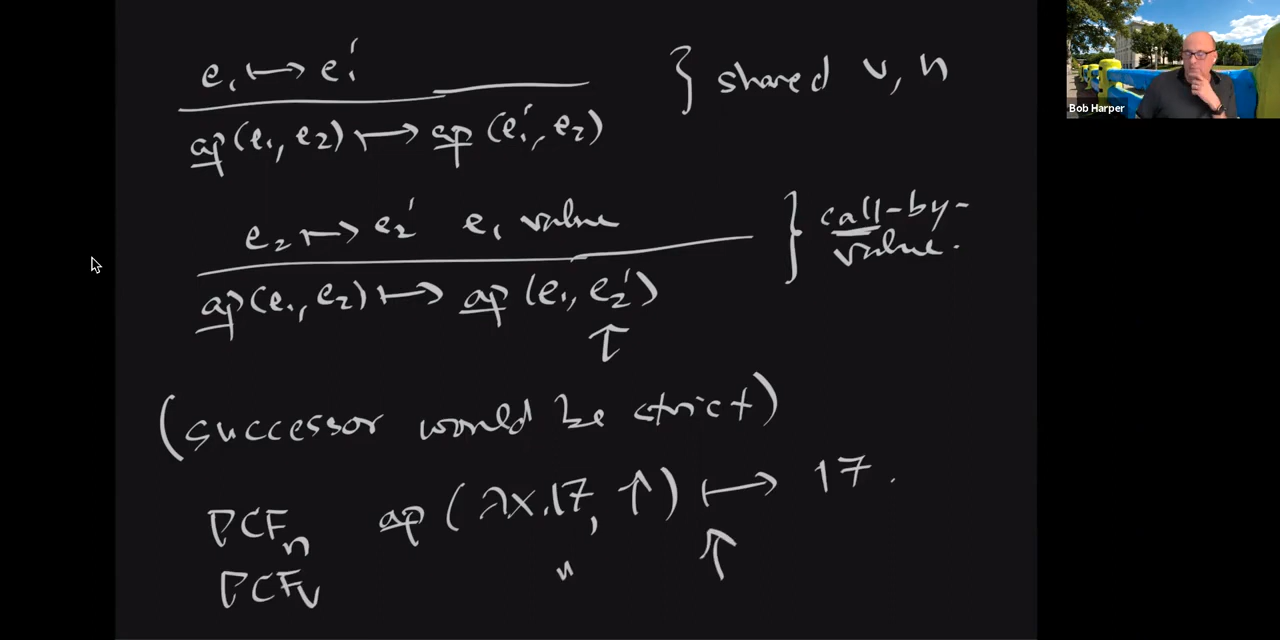 e₁ ↦ e₁′
ap(e₁, e₂) ↦ ap(e₁′, e₂) } shared v, n
Bob Harper
e₂ ↦ e₂′ e₁ value
ap(e₁, e₂) ↦ ap(e₁, e₂′) } call-by-
value.
↑
(successor would be strict)
PCFₙ ap(λx.17, ↑) ↦ 17.
↑
PCFᵥ "